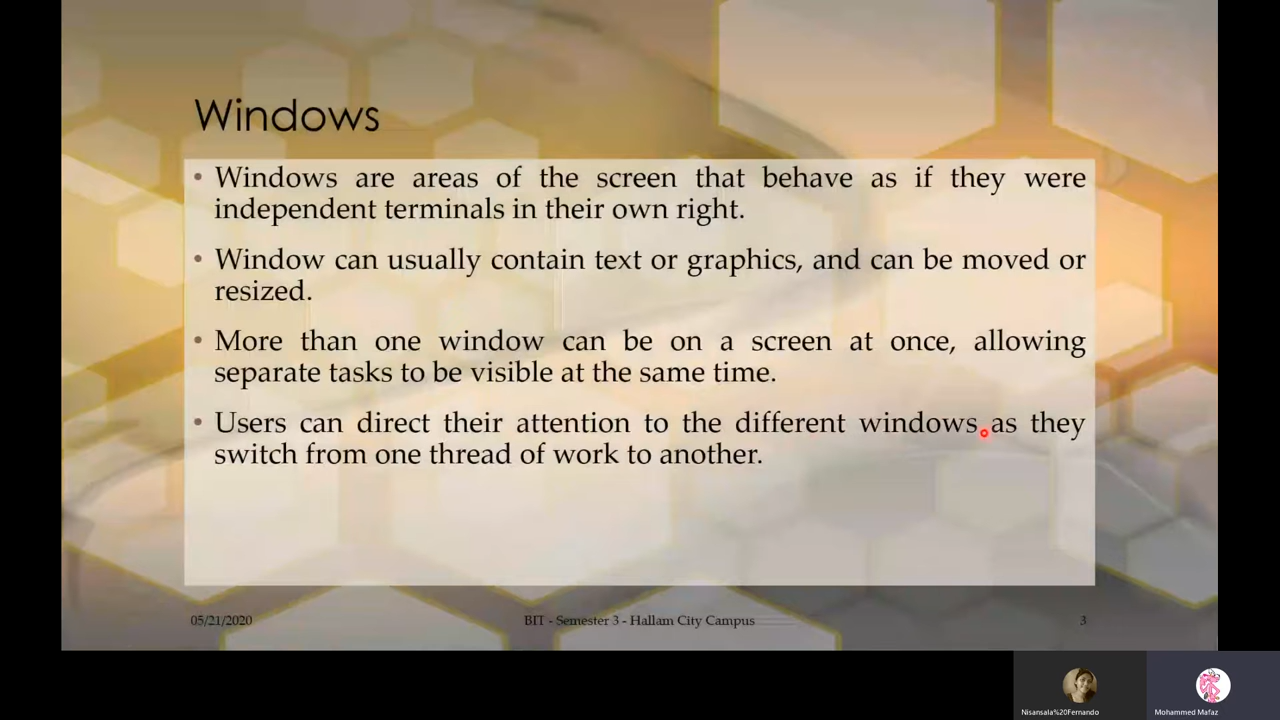 Windows
• Windows are areas of the screen that behave as if they were
independent terminals in their own right.
• Window can usually contain text or graphics, and can be moved or
resized.
• More than one window can be on a screen at once, allowing
separate tasks to be visible at the same time.
• Users can direct their attention to the different windows as they
switch from one thread of work to another.
05/21/2020 BIT - Semester 3 - Hallam City Campus 3
Nisansala%20Fernando Mohammed Mafaz